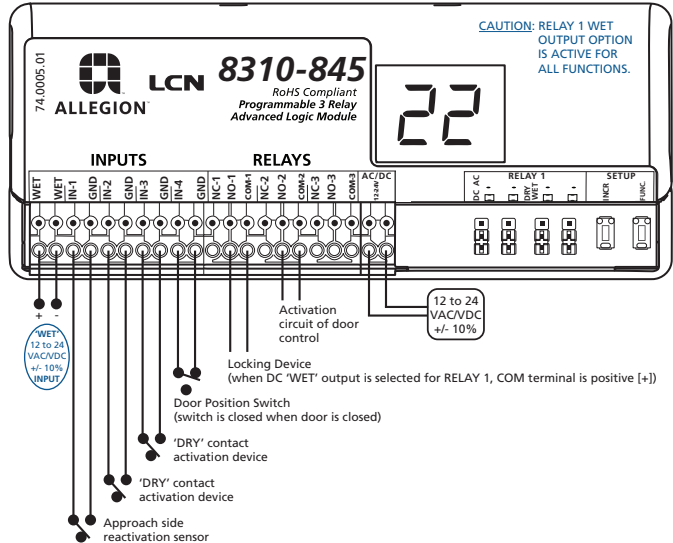 CAUTION: RELAY 1 WET
OUTPUT OPTION
IS ACTIVE FOR
ALL FUNCTIONS.
74.0005.01
ALLEGION
LCN
8310-845
RoHS Compliant
Programmable 3 Relay
Advanced Logic Module
22
INPUTS
RELAYS
WET
WET
IN-1
GND
IN-2
GND
IN-3
GND
IN-4
GND
NC-1
NO-1
COM-1
NC-2
NO-2
COM-2
NC-3
NO-3
COM-3
AC/DC
12-24V
RELAY 1
DC AC
- +
DRY
WET
- +
SETUP
INCR
FUNC.
+ -
'WET'
12 to 24
VAC/VDC
+/- 10%
INPUT
Activation
circuit of door
control
12 to 24
VAC/VDC
+/- 10%
Locking Device
(when DC 'WET' output is selected for RELAY 1, COM terminal is positive [+])
Door Position Switch
(switch is closed when door is closed)
'DRY' contact
activation device
'DRY' contact
activation device
Approach side
reactivation sensor